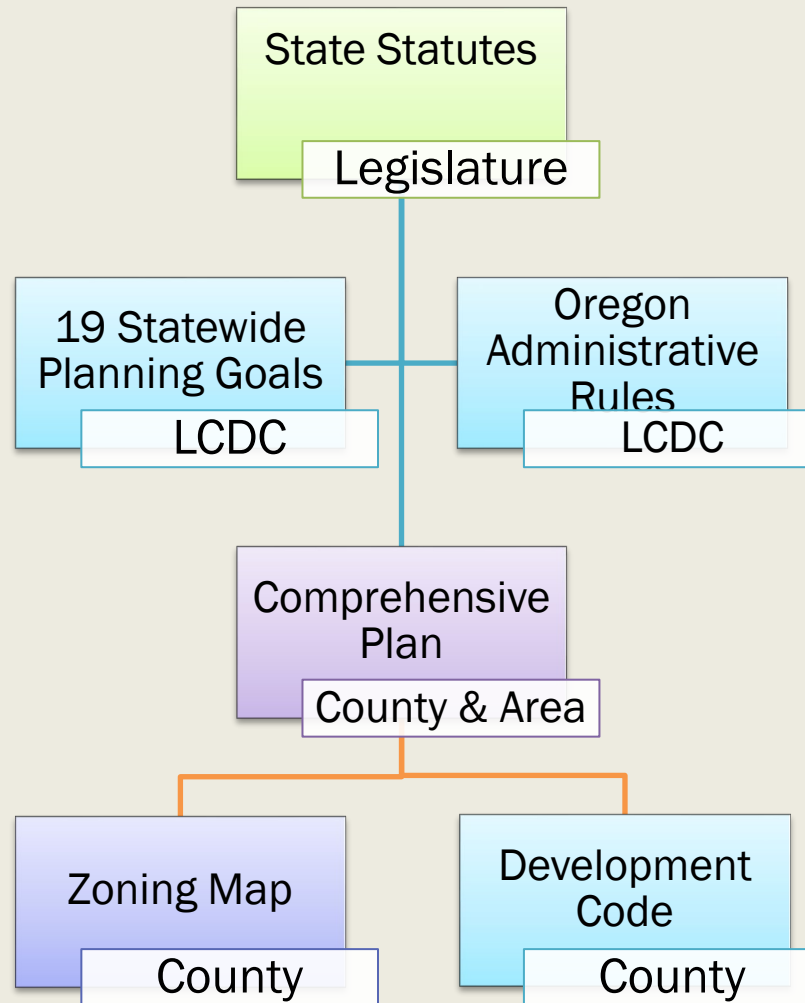 State Statutes
Legislature
19 Statewide
Planning Goals
LCDC
Oregon
Administrative
Rules
LCDC
Comprehensive
Plan
County & Area
Zoning Map
County
Development
Code
County